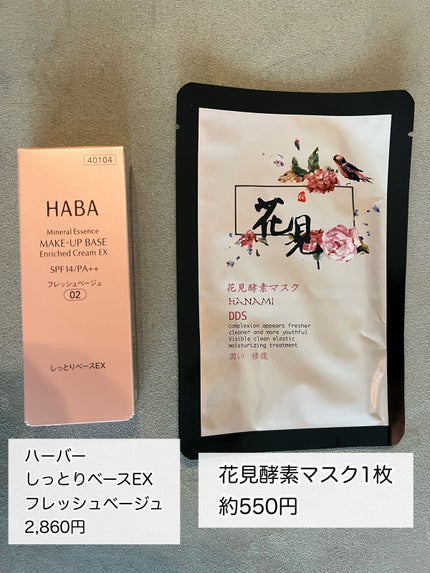 40104
HABA
Mineral Essence
MAKE-UP BASE
Enriched Cream EX
SPF14/PA++
フレッシュベージュ
02
しっとりベースEX
花見
花見酵素マスク
HANAMI
DDS
Complexion appears fresher
cleaner and more youthful
Visible clean elastic
moisturizing treatment
潤い 修復
ハーバー
しっとりベースEX
フレッシュベージュ
2,860円
花見酵素マスク1枚
約550円